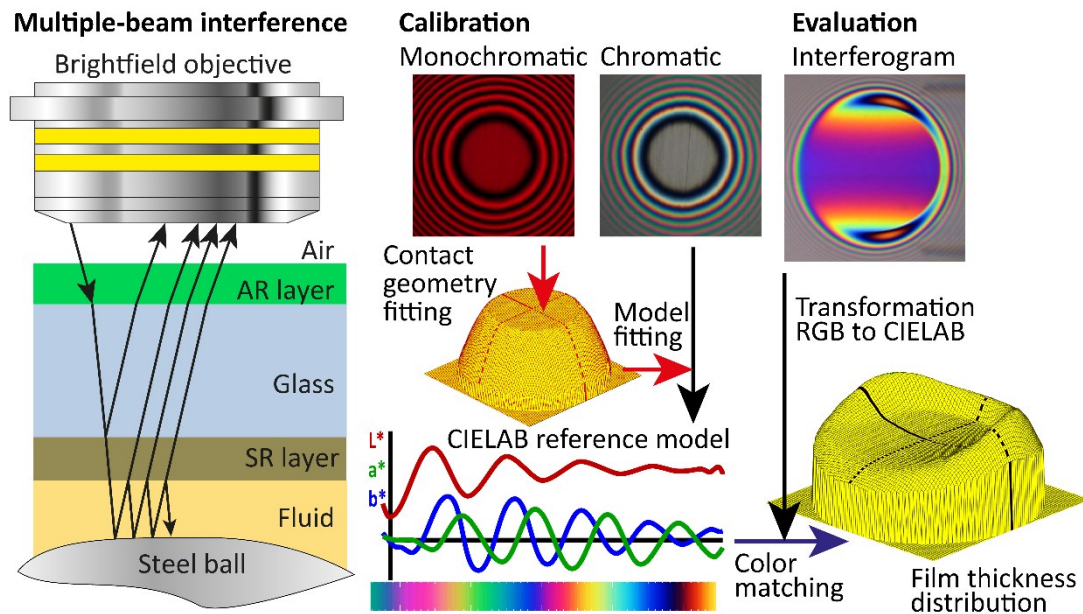 Multiple-beam interference
Brightfield objective
Air
AR layer
Glass
SR layer
Fluid
Steel ball
Calibration
Monochromatic
Chromatic
Contact
geometry
fitting
Model
fitting
CIELAB reference model
L*
a*
b*
Evaluation
Interferogram
Transformation
RGB to CIELAB
Color
matching
Film thickness
distribution